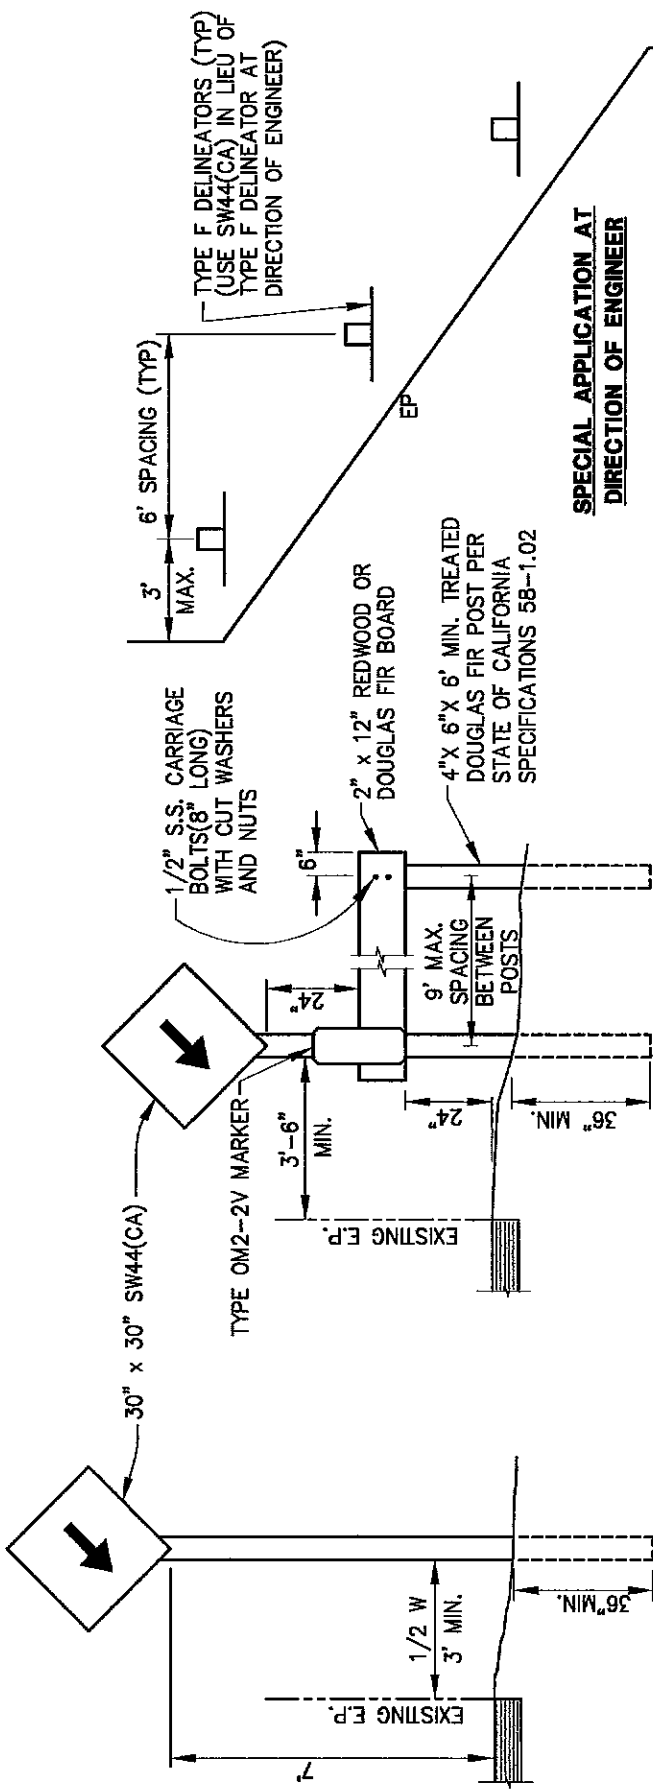 30" x 30" SW44(CA)
7'
EXISTING E.P.
1/2 W
3' MIN.
36"MIN.
TYPE OM2-2V MARKER
3'-6"
MIN.
EXISTING E.P.
24"
24"
36" MIN.
1/2" S.S. CARRIAGE
BOLTS(8" LONG)
WITH CUT WASHERS
AND NUTS
6"
9' MAX.
SPACING
BETWEEN
POSTS
2" x 12" REDWOOD OR
DOUGLAS FIR BOARD
4"X 6"X 6' MIN. TREATED
DOUGLAS FIR POST PER
STATE OF CALIFORNIA
SPECIFICATIONS 58-1.02
3'
MAX.
6' SPACING (TYP)
TYPE F DELINEATORS (TYP)
(USE SW44(CA) IN LIEU OF
TYPE F DELINEATOR AT
DIRECTION OF ENGINEER)
EP
SPECIAL APPLICATION AT
DIRECTION OF ENGINEER